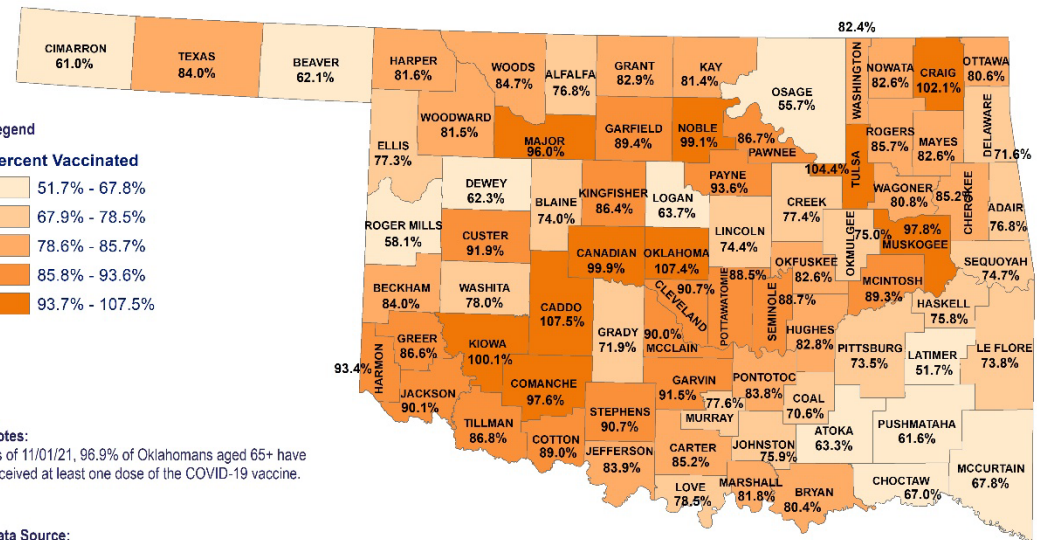 82.4%
CIMARRON
61.0%
TEXAS
84.0%
BEAVER
62.1%
HARPER
81.6%
WOODS
84.7%
ALFALFA
76.8%
GRANT
82.9%
KAY
81.4%
OSAGE
55.7%
WASHINGTON
NOWATA
82.6%
CRAIG
102.1%
OTTAWA
80.6%
DELAWARE
71.6%
WOODWARD
81.5%
ELLIS
77.3%
MAJOR
96.0%
GARFIELD
89.4%
NOBLE
99.1%
86.7%
PAWNEE
104.4%
TULSA
ROGERS
85.7%
MAYES
82.6%
DEWEY
62.3%
BLAINE
74.0%
KINGFISHER
86.4%
LOGAN
63.7%
PAYNE
93.6%
CREEK
77.4%
WAGONER
80.8%
85.2%
CHEROKEE
ADAIR
76.8%
ROGER MILLS
58.1%
CUSTER
91.9%
CANADIAN
99.9%
OKLAHOMA
107.4%
LINCOLN
74.4%
OKMULGEE
75.0%
97.8%
MUSKOGEE
OKFUSKEE
82.6%
SEQUOYAH
74.7%
BECKHAM
84.0%
WASHITA
78.0%
CADDO
107.5%
90.7%
CLEVELAND
88.5%
POTTAWATOMIE
SEMINOLE
88.7%
MCINTOSH
89.3%
HASKELL
75.8%
GREER
86.6%
KIOWA
100.1%
GRADY
71.9%
90.0%
MCCLAIN
HUGHES
82.8%
PITTSBURG
73.5%
LATIMER
51.7%
LE FLORE
73.8%
93.4%
HARMON
JACKSON
90.1%
COMANCHE
97.6%
GARVIN
91.5%
PONTOTOC
83.8%
COAL
70.6%
TILLMAN
86.8%
COTTON
89.0%
STEPHENS
90.7%
77.6%
MURRAY
ATOKA
63.3%
PUSHMATAHA
61.6%
JEFFERSON
83.9%
CARTER
85.2%
JOHNSTON
75.9%
MCCURTAIN
67.8%
LOVE
78.5%
MARSHALL
81.8%
BRYAN
80.4%
CHOCTAW
67.0%
egend
ercent Vaccinated
51.7% - 67.8%
67.9% - 78.5%
78.6% - 85.7%
85.8% - 93.6%
93.7% - 107.5%
otes:
s of 11/01/21, 96.9% of Oklahomans aged 65+ have
ceived at least one dose of the COVID-19 vaccine.
ata Source: